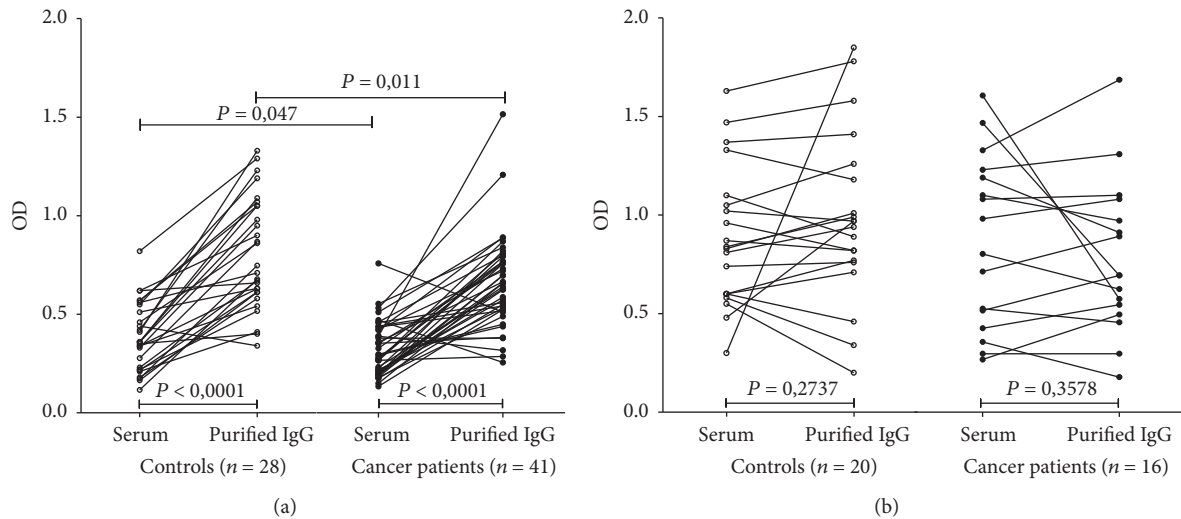 2.0
1.5
1.0
0.5
0.0
OD
P = 0,011
P = 0,047
P < 0,0001
P < 0,0001
Serum
Purified IgG
Serum
Purified IgG
Controls (n = 28)
Cancer patients (n = 41)
(a)
2.0
1.5
1.0
0.5
0.0
OD
P = 0,2737
P = 0,3578
Serum
Purified IgG
Serum
Purified IgG
Controls (n = 20)
Cancer patients (n = 16)
(b)